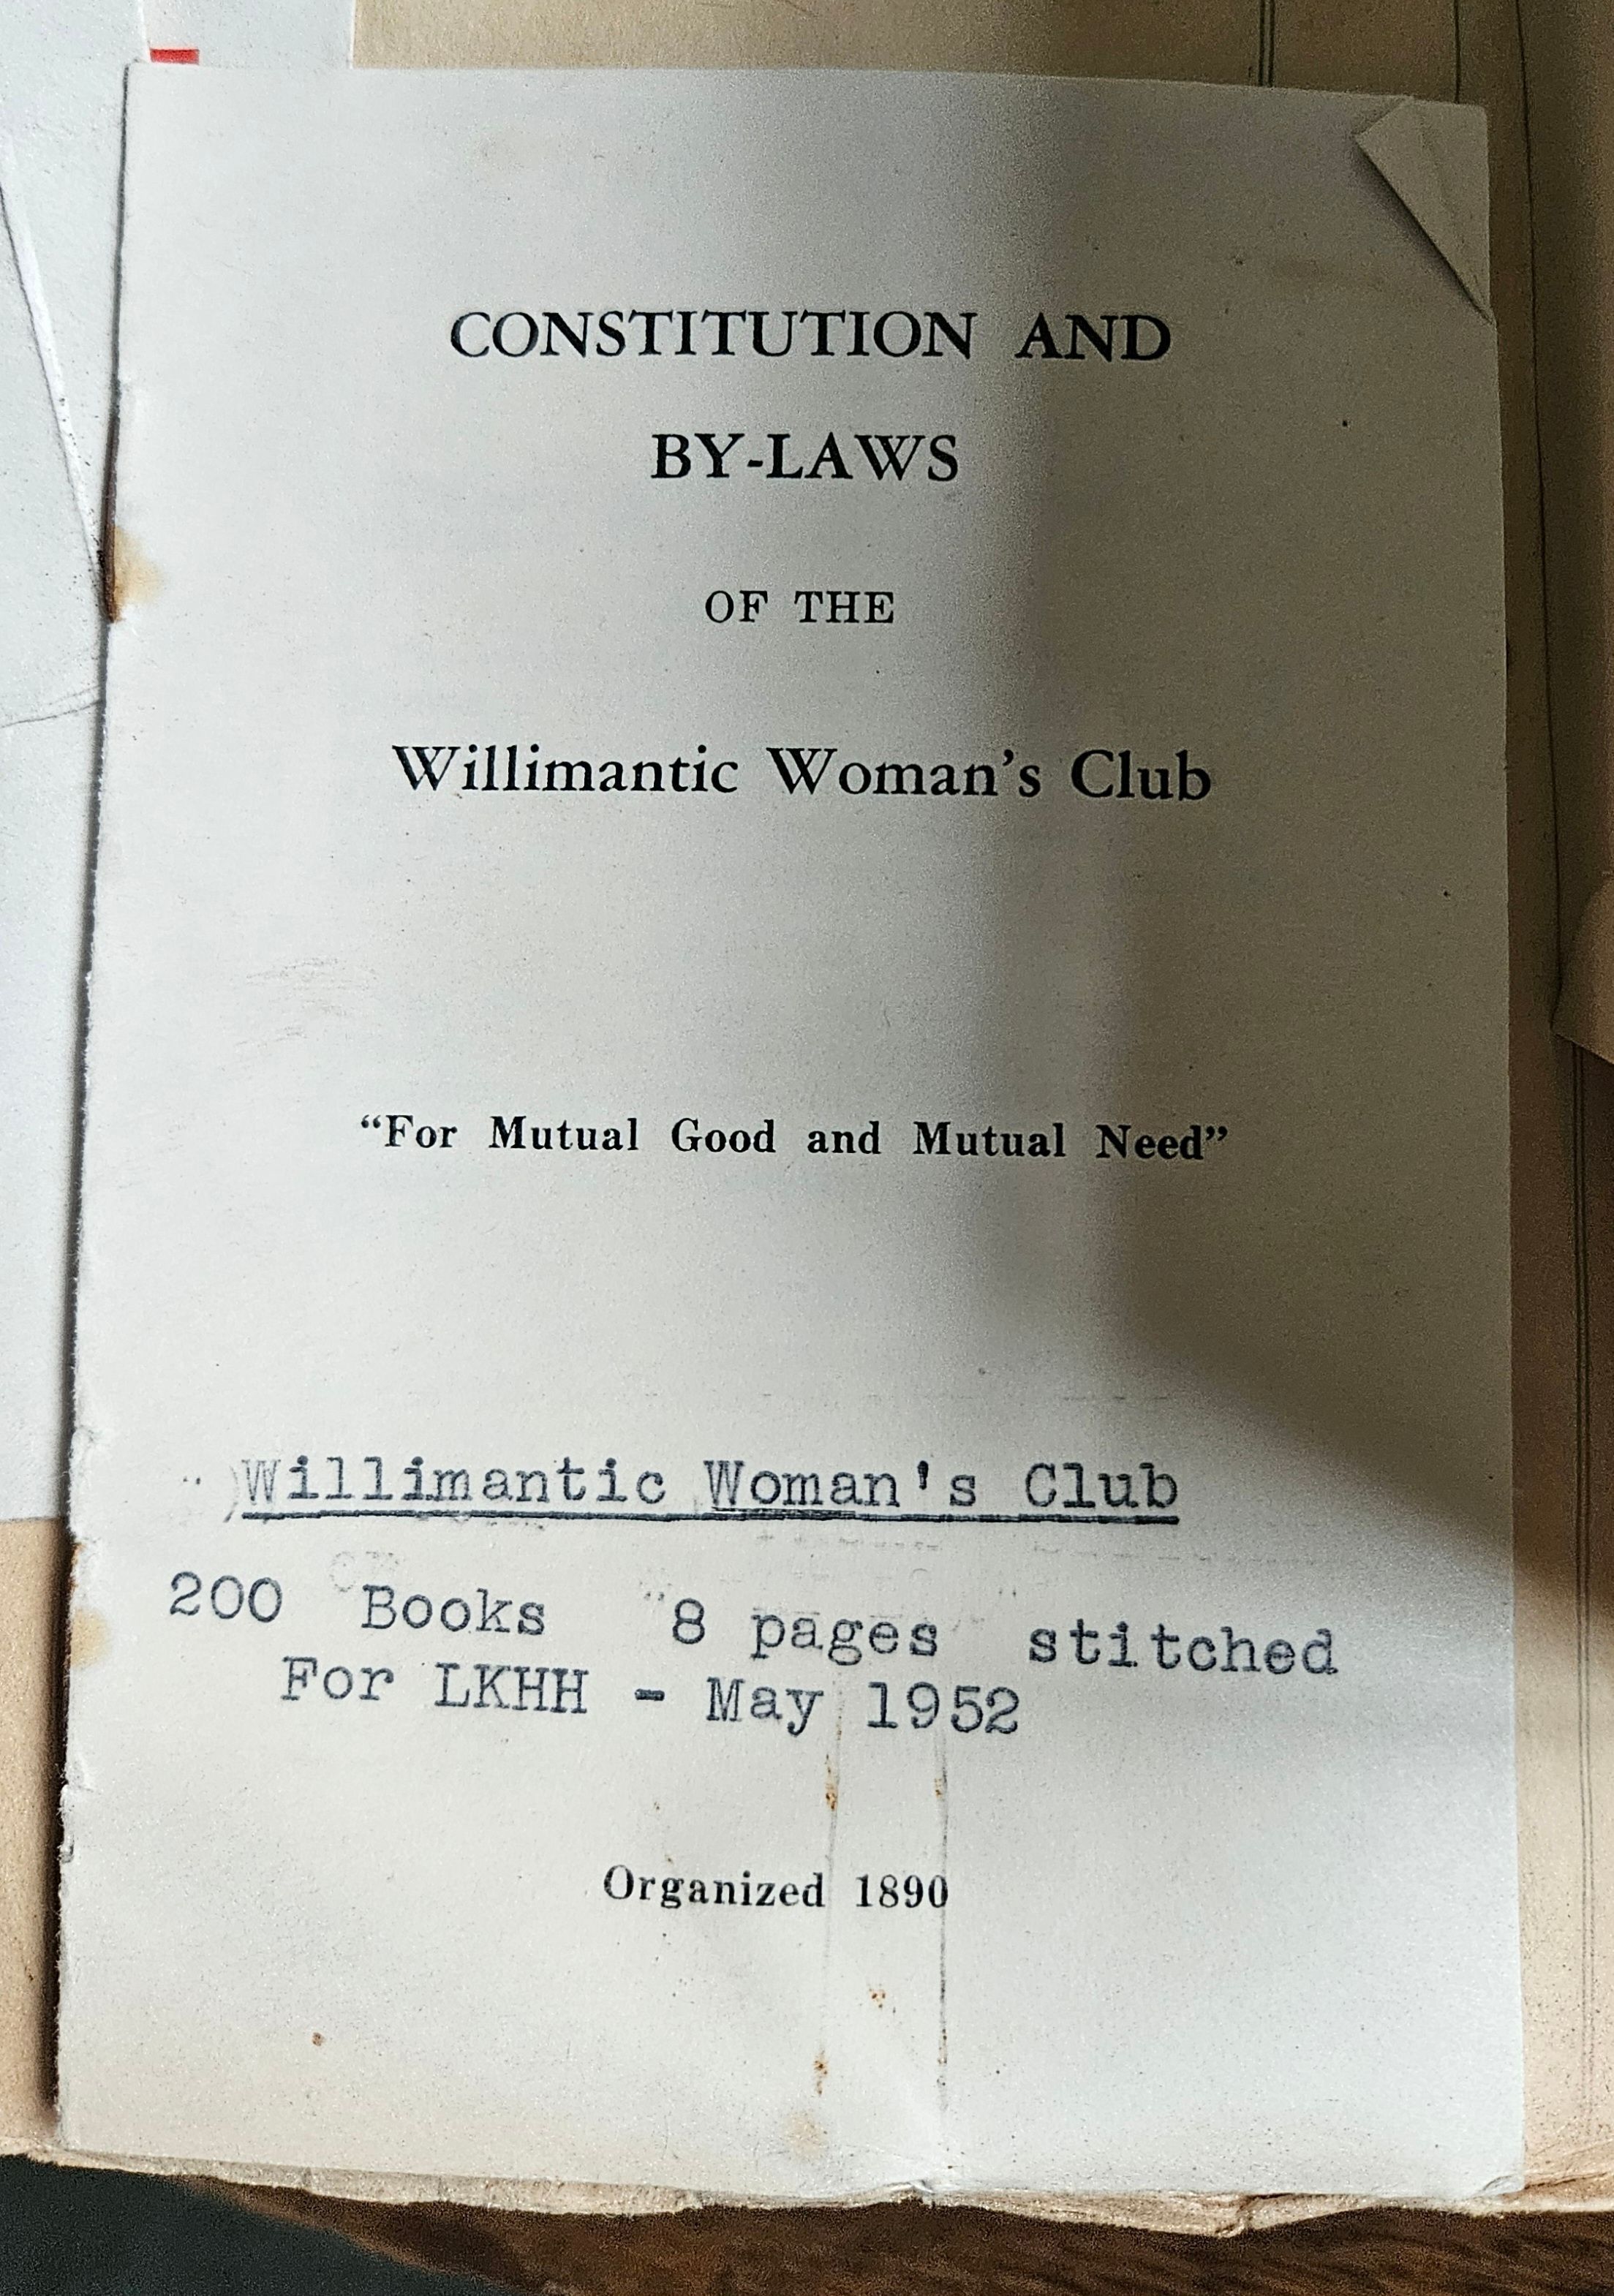 CONSTITUTION AND
BY-LAWS
OF THE
Willimantic Woman’s Club
“For Mutual Good and Mutual Need”
Willimantic Woman's Club
200 Books 8 pages stitched
For LKHH - May 1952
Organized 1890